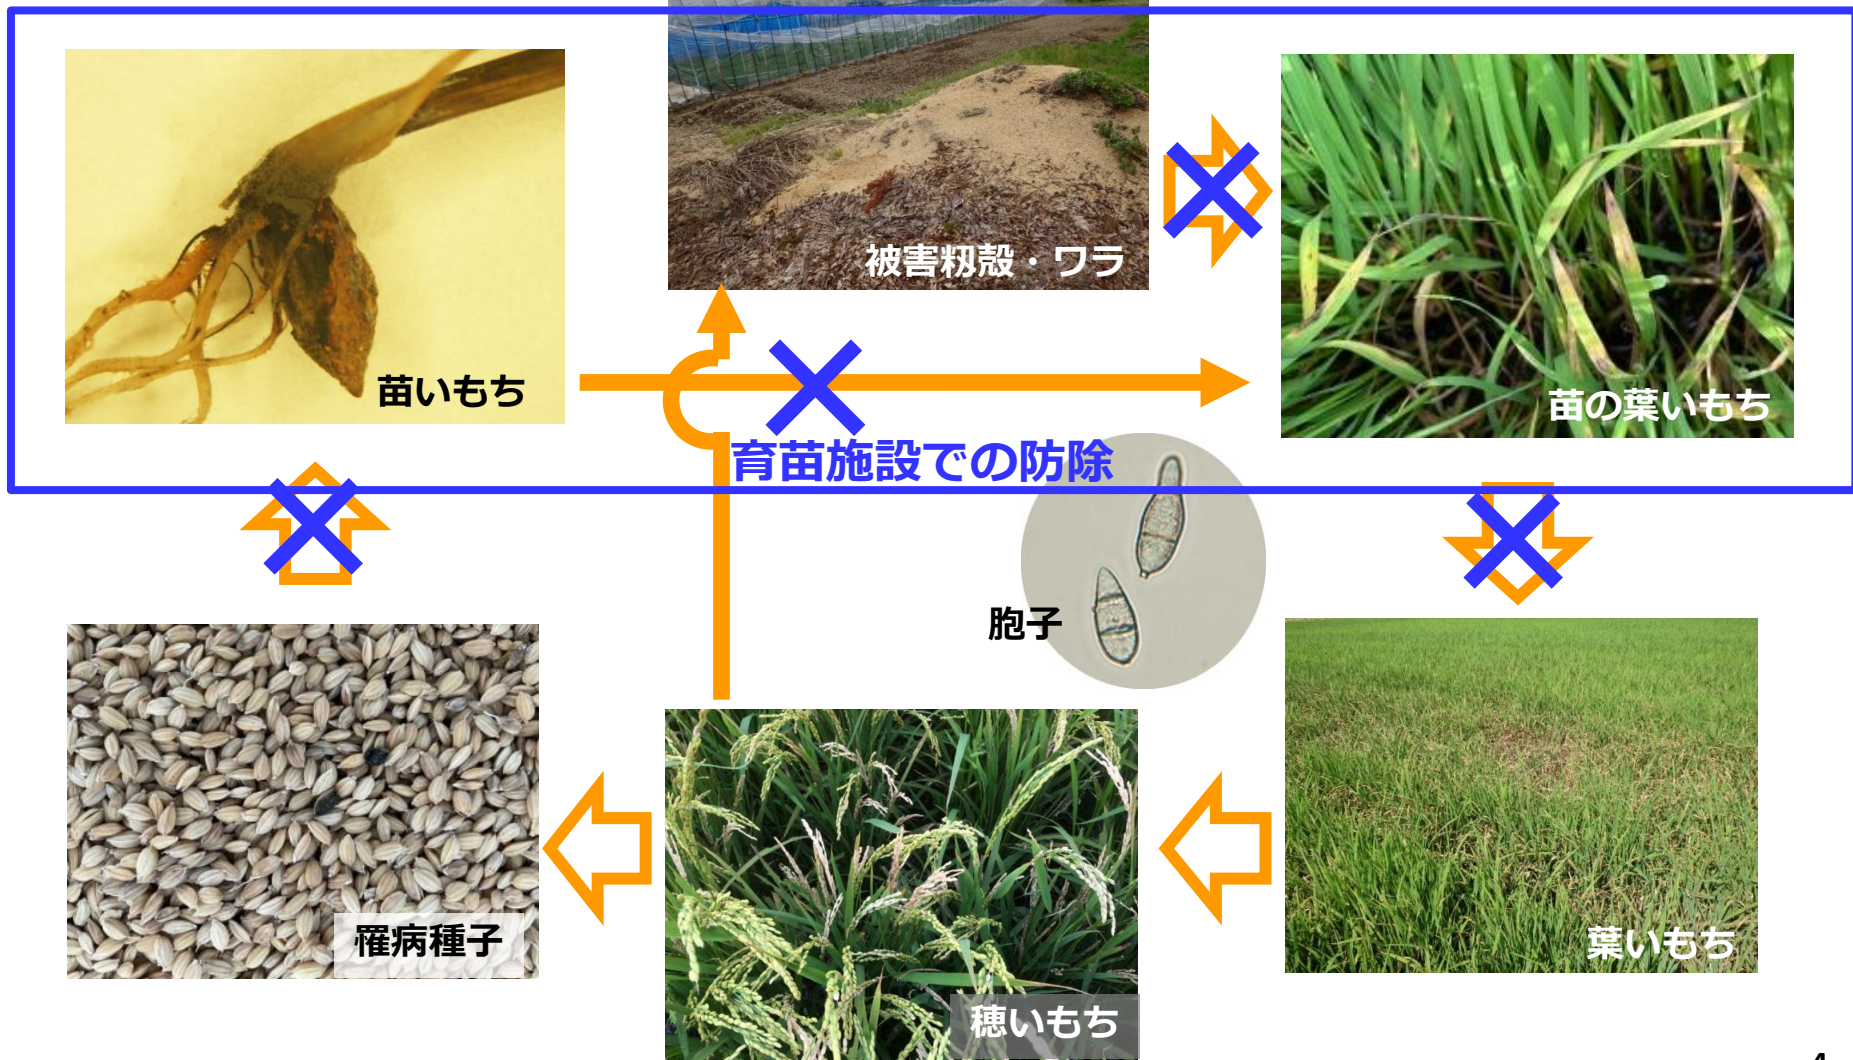 被害籾殻・ワラ
苗いもち
苗の葉いもち
育苗施設での防除
胞子
罹病種子
葉いもち
穂いもち